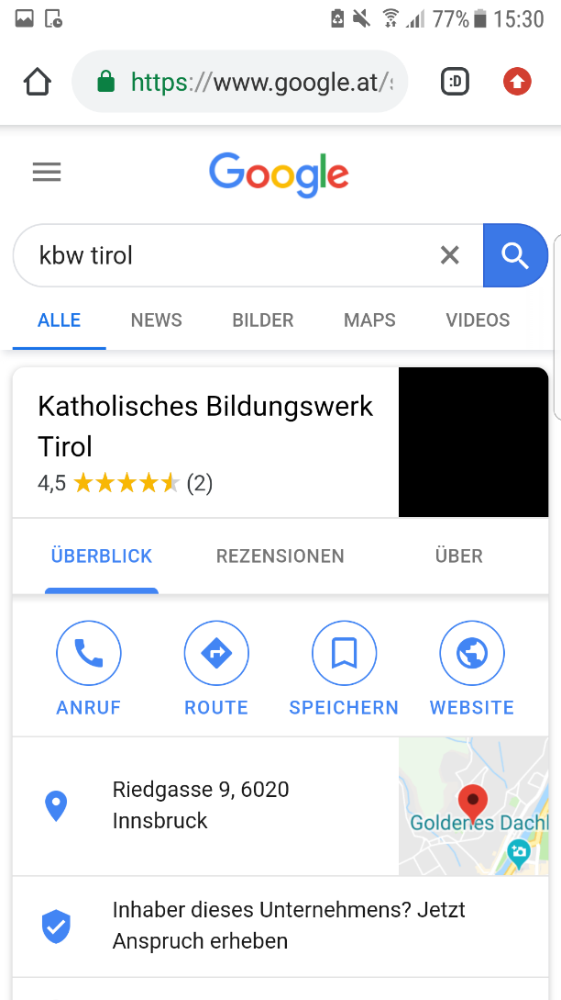 77% 15:30
https://www.google.at/
:D
Google
kbw tirol
ALLE NEWS BILDER MAPS VIDEOS
Katholisches Bildungswerk
Tirol
4,5 (2)
ÜBERBLICK REZENSIONEN ÜBER
ANRUF ROUTE SPEICHERN WEBSITE
Riedgasse 9, 6020
Innsbruck
Goldenes Dachl
Inhaber dieses Unternehmens? Jetzt
Anspruch erheben